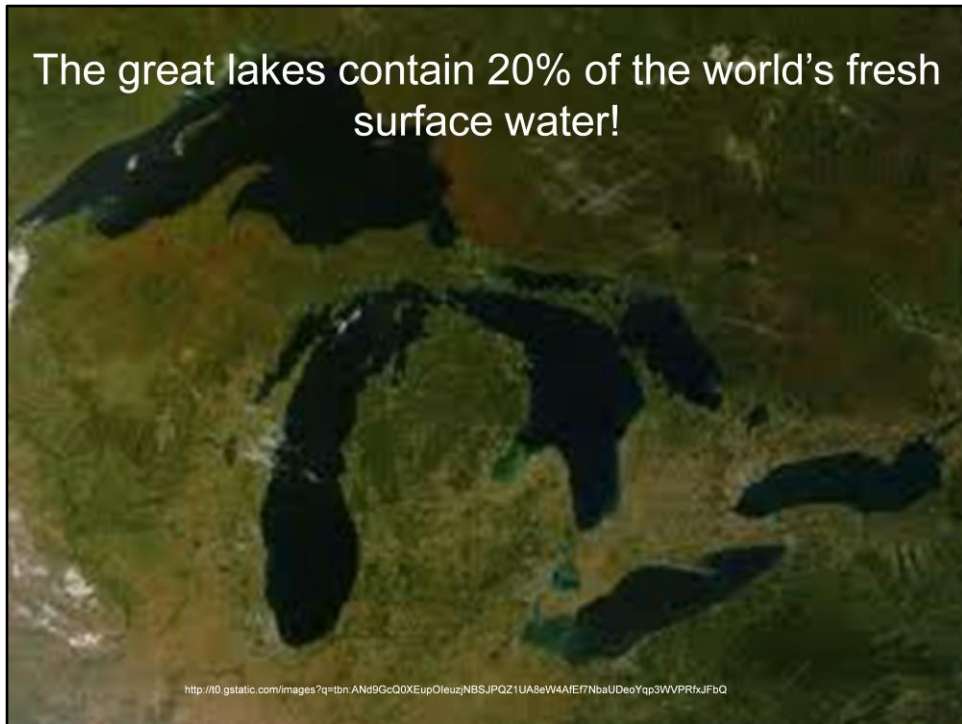 The great lakes contain 20% of the world's fresh
surface water!
http://t0.gstatic.com/images?q=tbn:ANd9GcQ0XEupOleuzjNBSJPQZ1UA8eW4AfEf7NbaUDeoYqp3WVPRfxJFbQ